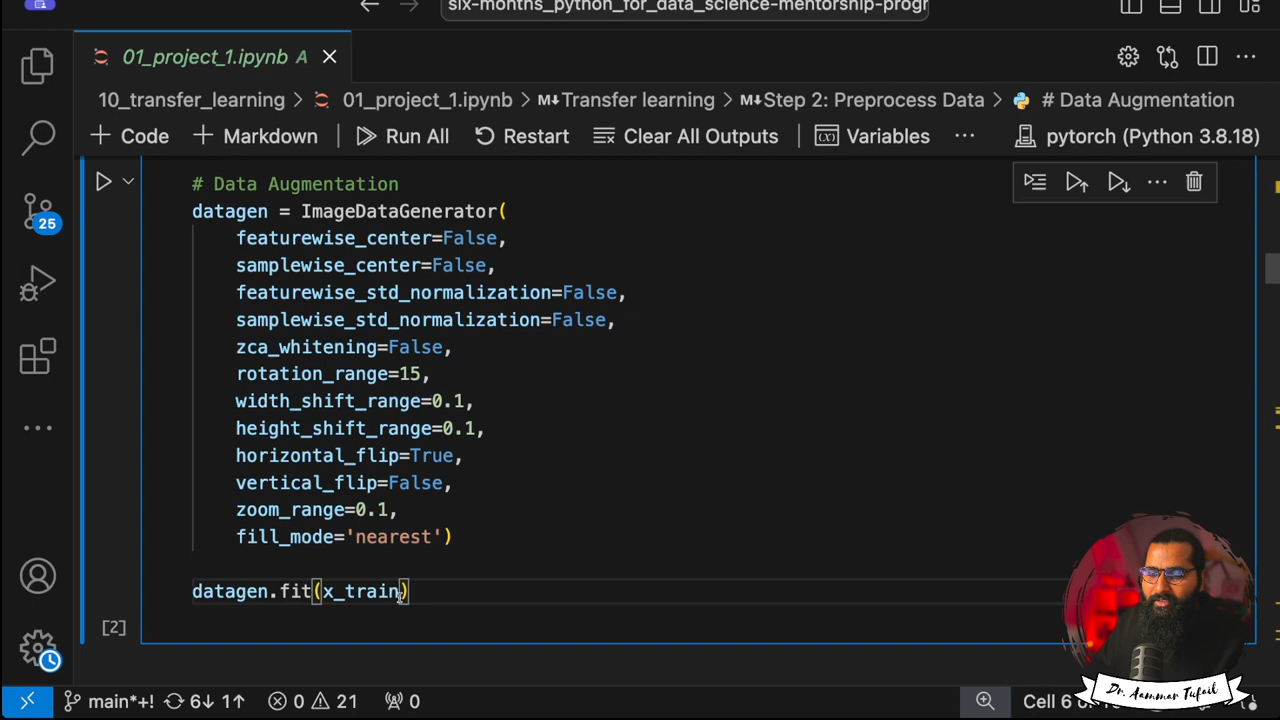 six-months_python_for_data_science-mentorship-progr
01_project_1.ipynb A
10_transfer_learning > 01_project_1.ipynb > M↓Transfer learning > M↓Step 2: Preprocess Data > # Data Augmentation
+ Code + Markdown Run All Restart Clear All Outputs Variables ... pytorch (Python 3.8.18)
# Data Augmentation
datagen = ImageDataGenerator(
featurewise_center=False,
samplewise_center=False,
featurewise_std_normalization=False,
samplewise_std_normalization=False,
zca_whitening=False,
rotation_range=15,
width_shift_range=0.1,
height_shift_range=0.1,
horizontal_flip=True,
vertical_flip=False,
zoom_range=0.1,
fill_mode='nearest')
datagen.fit(x_train)
[2]
25
Dr. Aammar Tufail
main*+! 6↓ 1↑ 0 21 0 Cell 6 of